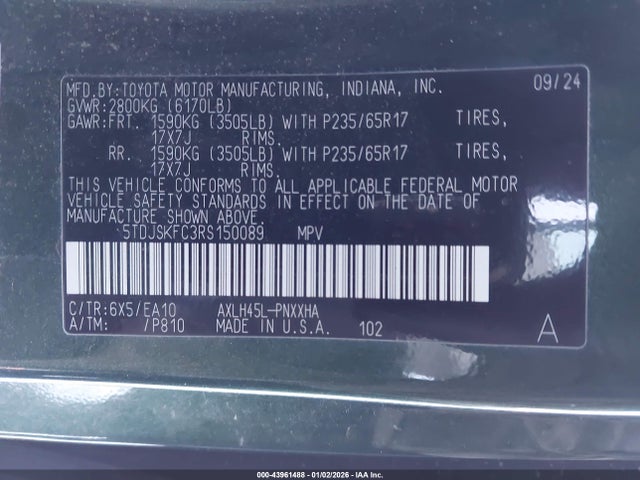 MFD.BY:TOYOTA MOTOR MANUFACTURING, INDIANA, INC. 09/24
GVWR:2800KG (6170LB)
GAWR:FRT. 1590KG (3505LB) WITH P235/65R17 TIRES,
17X7J RIMS.
RR. 1590KG (3505LB) WITH P235/65R17 TIRES,
17X7J RIMS.
THIS VEHICLE CONFORMS TO ALL APPLICABLE FEDERAL MOTOR
VEHICLE SAFETY STANDARDS IN EFFECT ON THE DATE OF
MANUFACTURE SHOWN ABOVE.
5TDJSKFC3RS150089 MPV
C/TR:6X5/EA10 AXLH45L-PNXXHA
A/TM: /P810 MADE IN U.S.A. 102 A
000-43961488 - 01/02/2026 - IAA Inc.